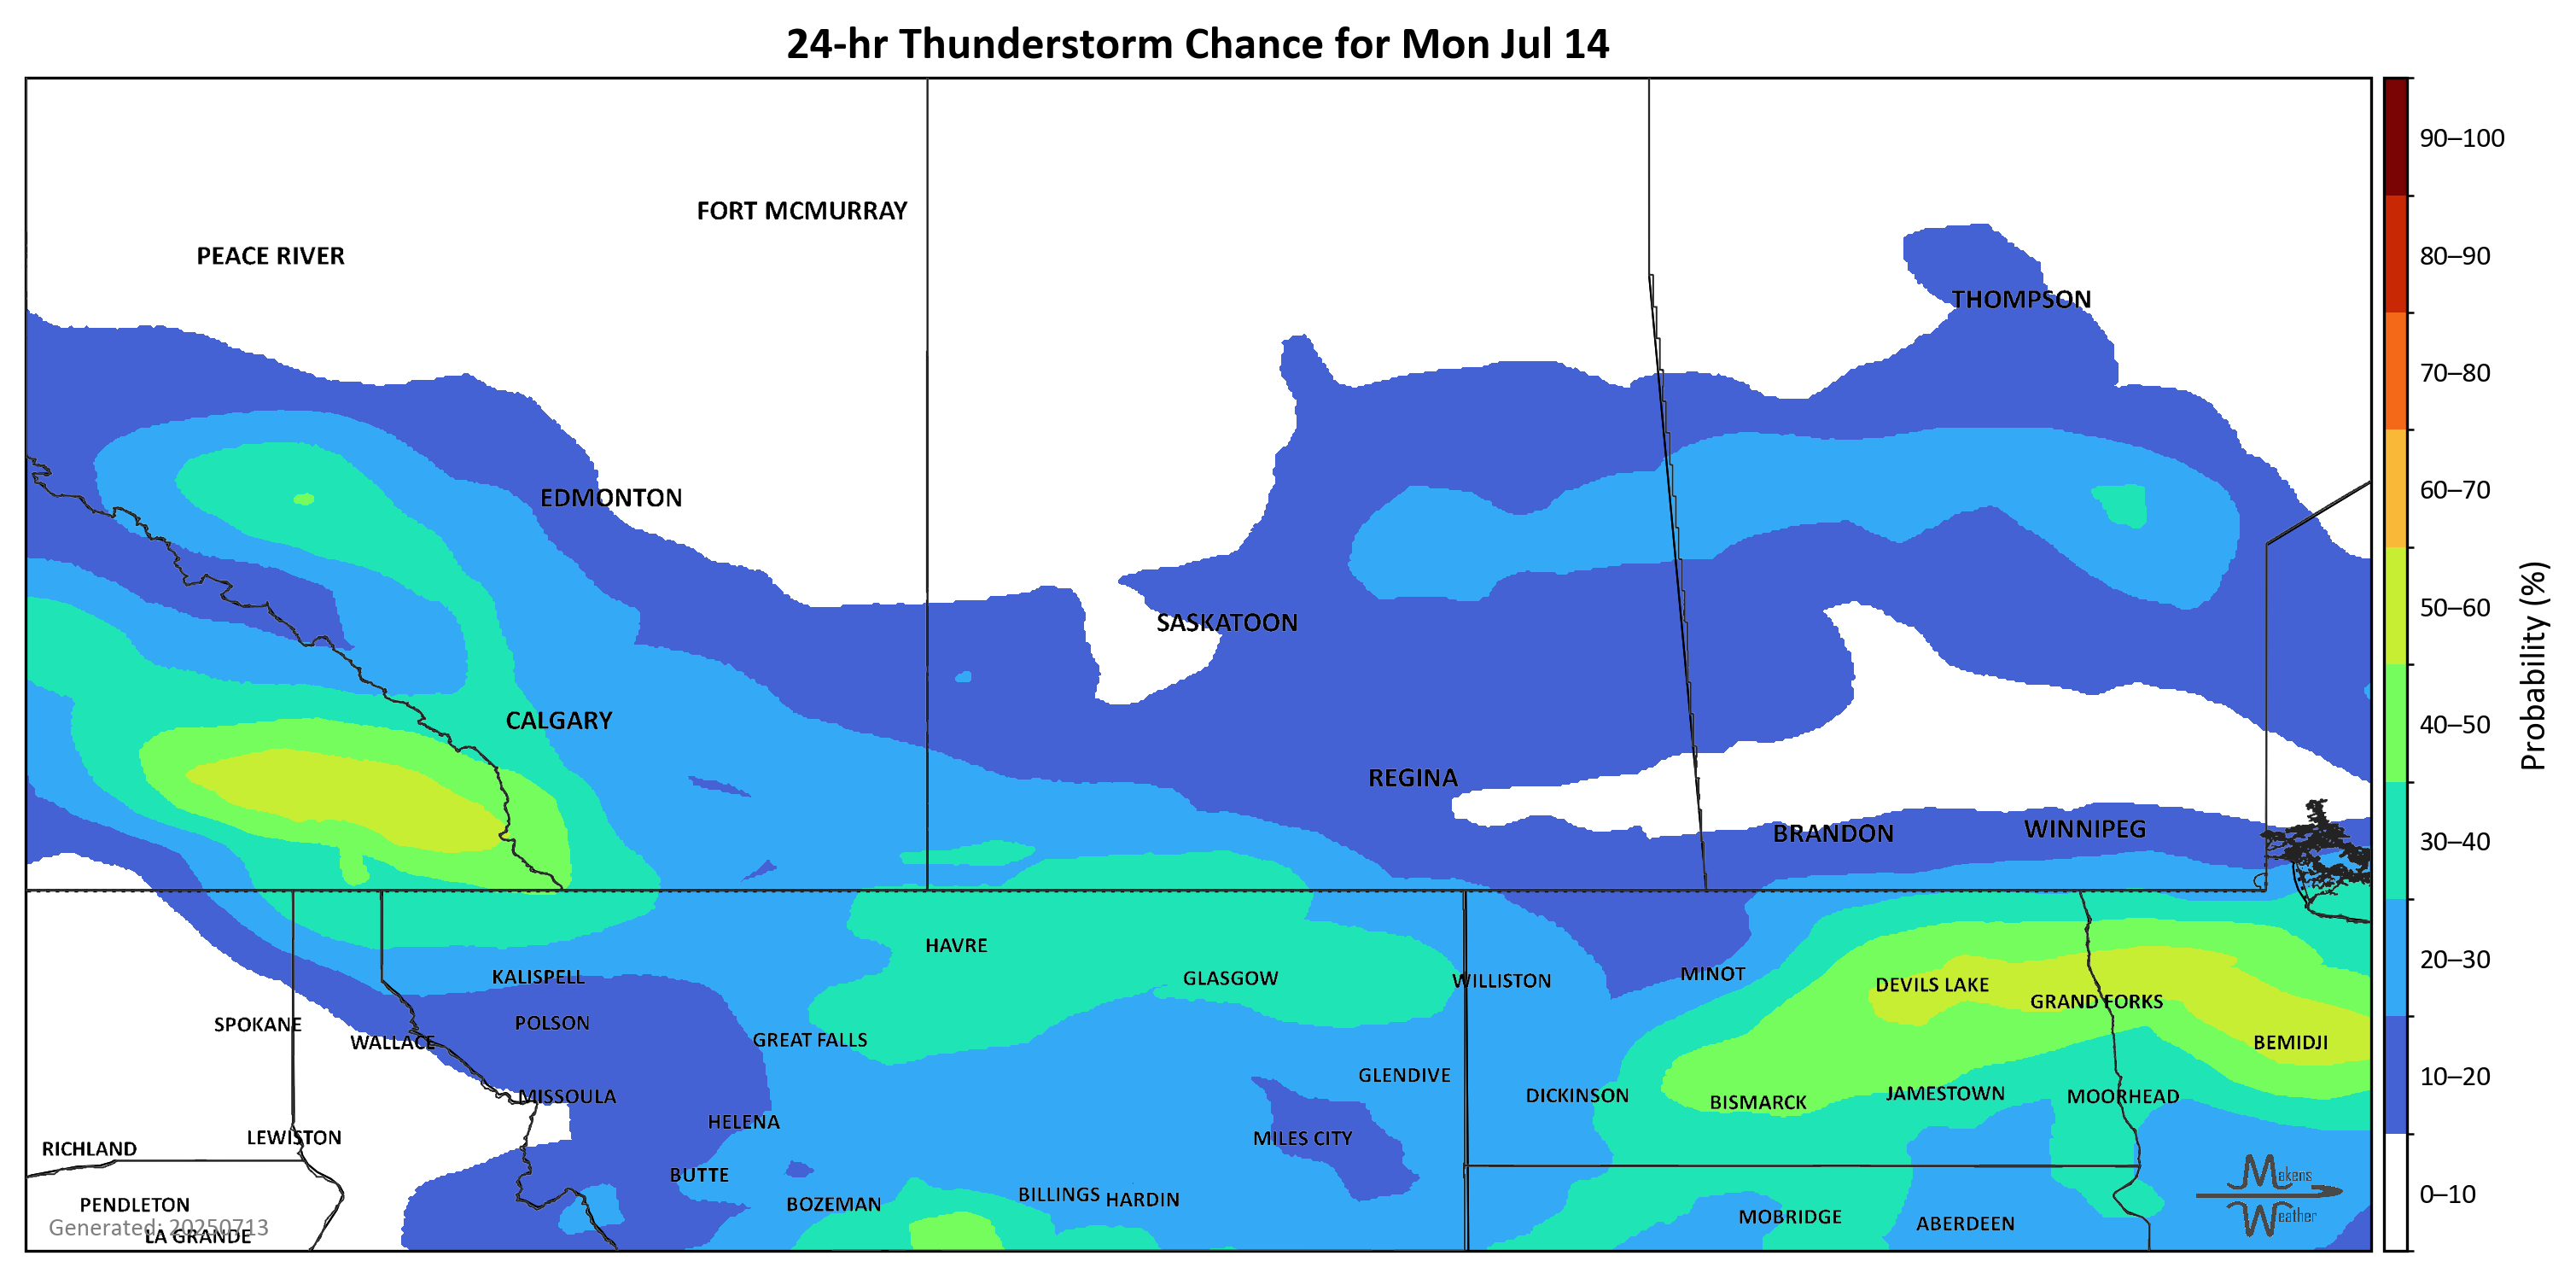 24-hr Thunderstorm Chance for Mon Jul 14
90–100
FORT MCMURRAY
PEACE RIVER
80–90
THOMPSON
70–80
EDMONTON
60–70
SASKATOON
50–60
CALGARY
40–50
Probability (%)
REGINA
BRANDON
WINNIPEG
30–40
HAVRE
20–30
KALISPELL
GLASGOW
WILLISTON
MINOT
DEVILS LAKE
GRAND FORKS
SPOKANE
POLSON
WALLACE
GREAT FALLS
BEMIDJI
GLENDIVE
10–20
MISSOULA
DICKINSON
BISMARCK
JAMESTOWN
MOORHEAD
HELENA
LEWISTON
MILES CITY
RICHLAND
BUTTE
Makens
Weather
0–10
PENDLETON
BOZEMAN
BILLINGS
HARDIN
MOBRIDGE
ABERDEEN
Generated: 20250713
LA GRANDE